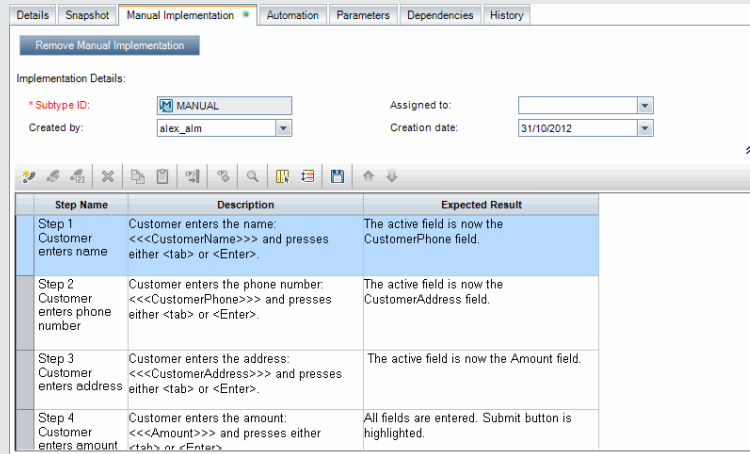 Details Snapshot Manual Implementation * Automation Parameters Dependencies History
Remove Manual Implementation
Implementation Details:
* Subtype ID: MANUAL Assigned to:
Created by: alex_alm Creation date: 31/10/2012
Step Name Description Expected Result
Step 1 Customer enters the name: The active field is now the
Customer <<<CustomerName>>> and presses CustomerPhone field.
enters name either <tab> or <Enter>.
Step 2 Customer enters the phone number: The active field is now the
Customer <<<CustomerPhone>>> and presses CustomerAddress field.
enters phone either <tab> or <Enter>.
number
Step 3 Customer enters the address: The active field is now the Amount field.
Customer <<<CustomerAddress>>> and presses
enters address either <tab> or <Enter>.
Step 4 Customer enters the amount: All fields are entered. Submit button is
Customer <<<Amount>>> and presses either highlighted.
enters amount <tab> or <Enter>